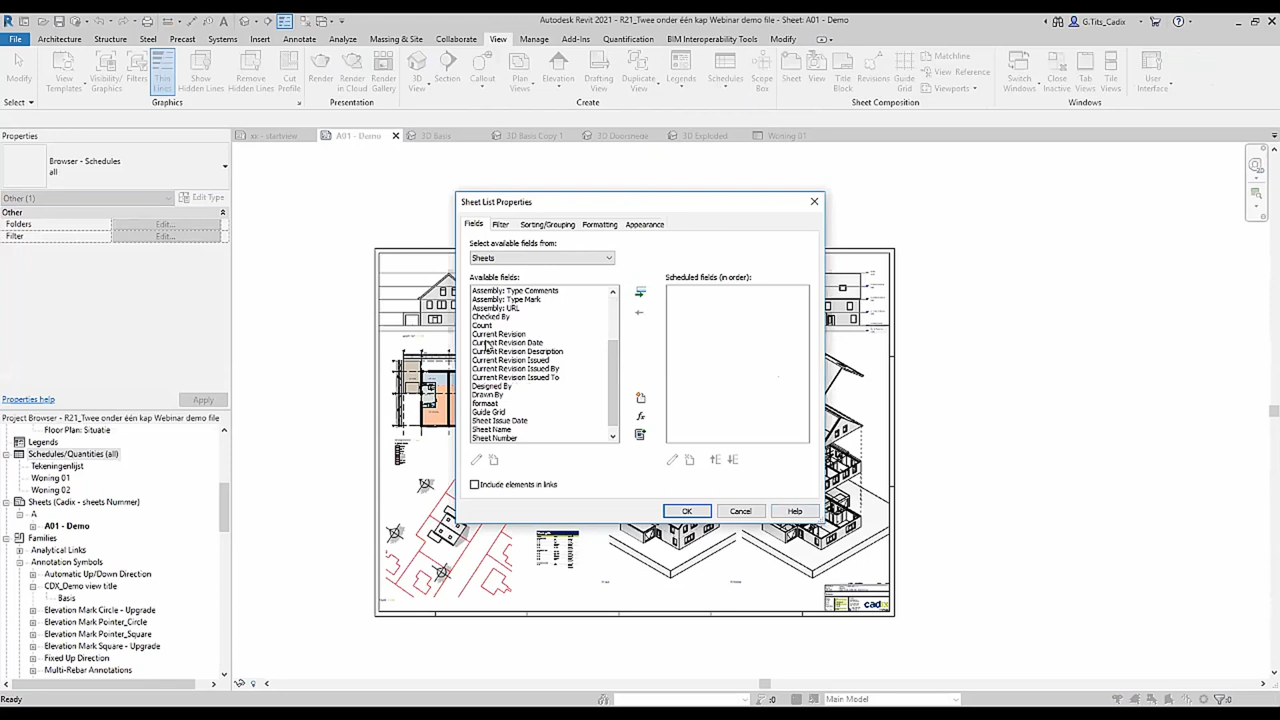 Autodesk Revit 2021 - R21_Twee onder één kap Webinar demo file - Sheet: A01 - Demo
G.Tits_Cadix
File Architecture Structure Steel Precast Systems Insert Annotate Analyze Massing & Site Collaborate View Manage Add-Ins Quantification BIM Interoperability Tools Modify
Modify
View Templates
Visibility/ Graphics
Filters
Thin Lines
Show Hidden Lines
Remove Hidden Lines
Cut Profile
Render
Render in Cloud
Render Gallery
3D View
Section
Callout
Plan Views
Elevation
Drafting View
Duplicate View
Legends
Schedules
Scope Box
Sheet
View
Title Block
Revisions
Guide Grid
Matchline
View Reference
Viewports
Switch Windows
Close Inactive
Tab Views
Tile Views
User Interface
Select Graphics Presentation Create Sheet Composition Windows
Properties
xx - startview A01 - Demo 3D Basis 3D Basis Copy 1 3D Doorsnede 3D Exploded Woning 01
Browser - Schedules
all
Other (1) Edit Type
Other
Folders Edit...
Filter Edit...
Properties help Apply
Project Browser - R21_Twee onder één kap Webinar demo file
Floor Plan: Situatie
Legends
Schedules/Quantities (all)
Tekeningenlijst
Woning 01
Woning 02
Sheets (Cadix - sheets Nummer)
A
A01 - Demo
Families
Analytical Links
Annotation Symbols
Automatic Up/Down Direction
CDX_Demo view title
Basis
Elevation Mark Circle - Upgrade
Elevation Mark Pointer_Circle
Elevation Mark Pointer_Square
Elevation Mark Square - Upgrade
Fixed Up Direction
Multi-Rebar Annotations
Sheet List Properties
Fields Filter Sorting/Grouping Formatting Appearance
Select available fields from:
Sheets
Available fields: Scheduled fields (in order):
Assembly: Type Comments
Assembly: Type Mark
Assembly: URL
Checked By
Count
Current Revision
Current Revision Date
Current Revision Description
Current Revision Issued
Current Revision Issued By
Current Revision Issued To
Designed By
Drawn By
formaat
Guide Grid
Sheet Issue Date
Sheet Name
Sheet Number
Include elements in links
OK Cancel Help
cadix
Ready :0 Main Model :0